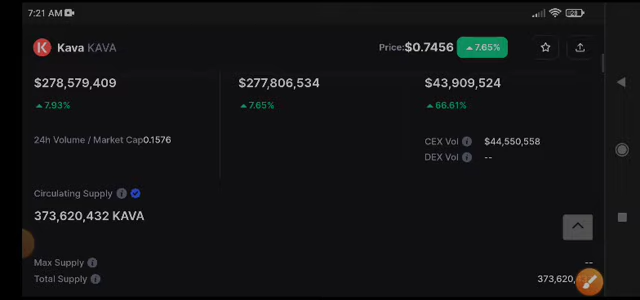 7:21 AM
Kava KAVA Price:$0.7456 7.65%
$278,579,409 $277,806,534 $43,909,524
7.93% 7.65% 66.61%
24h Volume / Market Cap0.1576 CEX Vol $44,550,558
DEX Vol --
Circulating Supply
373,620,432 KAVA
Max Supply --
Total Supply 373,620,